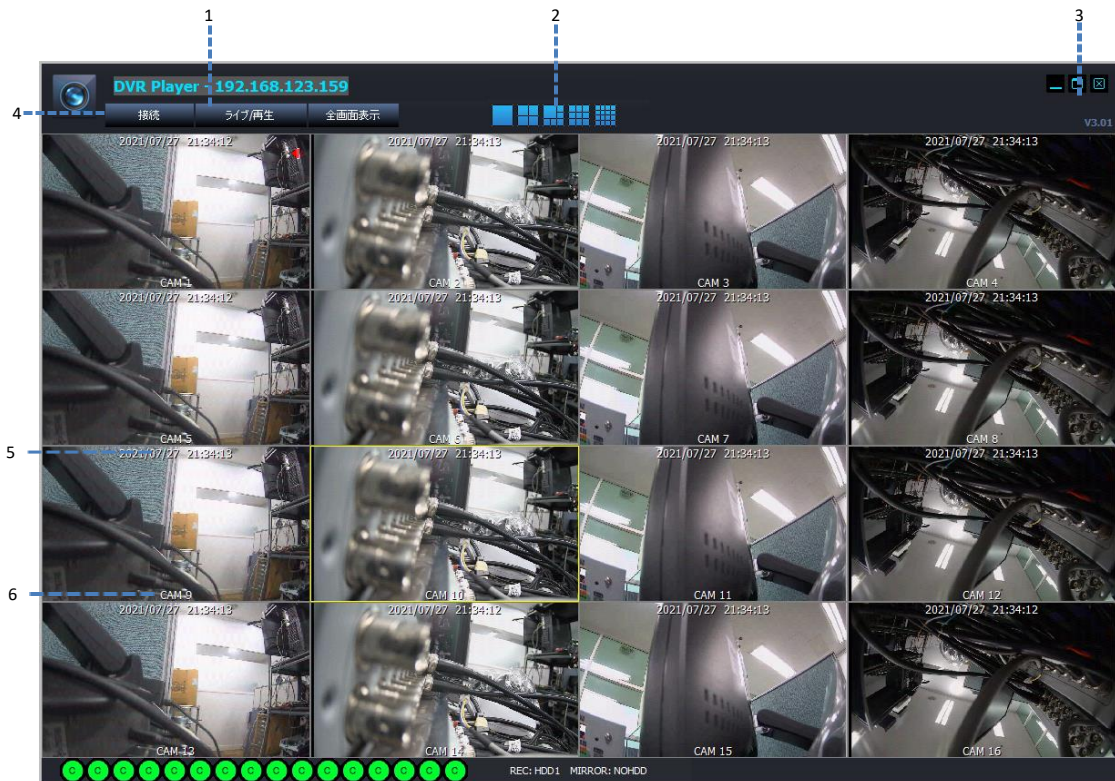 1 2 3
DVR Player - 192.168.123.159
4
接続 ライブ/再生 全画面表示
V3.01
2021/07/27 21:34:12 2021/07/27 21:34:13 2021/07/27 21:34:13 2021/07/27 21:34:13
CAM 1 CAM 2 CAM 3 CAM 4
2021/07/27 21:34:12 2021/07/27 21:34:13 2021/07/27 21:34:13 2021/07/27 21:34:13
CAM 5 CAM 6 CAM 7 CAM 8
5
2021/07/27 21:34:13 2021/07/27 21:34:13 2021/07/27 21:34:13 2021/07/27 21:34:12
6
CAM 9 CAM 10 CAM 11 CAM 12
2021/07/27 21:34:13 2021/07/27 21:34:12 2021/07/27 21:34:13 2021/07/27 21:34:12
CAM 13 CAM 14 CAM 15 CAM 16
C C C C C C C C C C C C C C C C
REC: HDD1 MIRROR: NOHDD